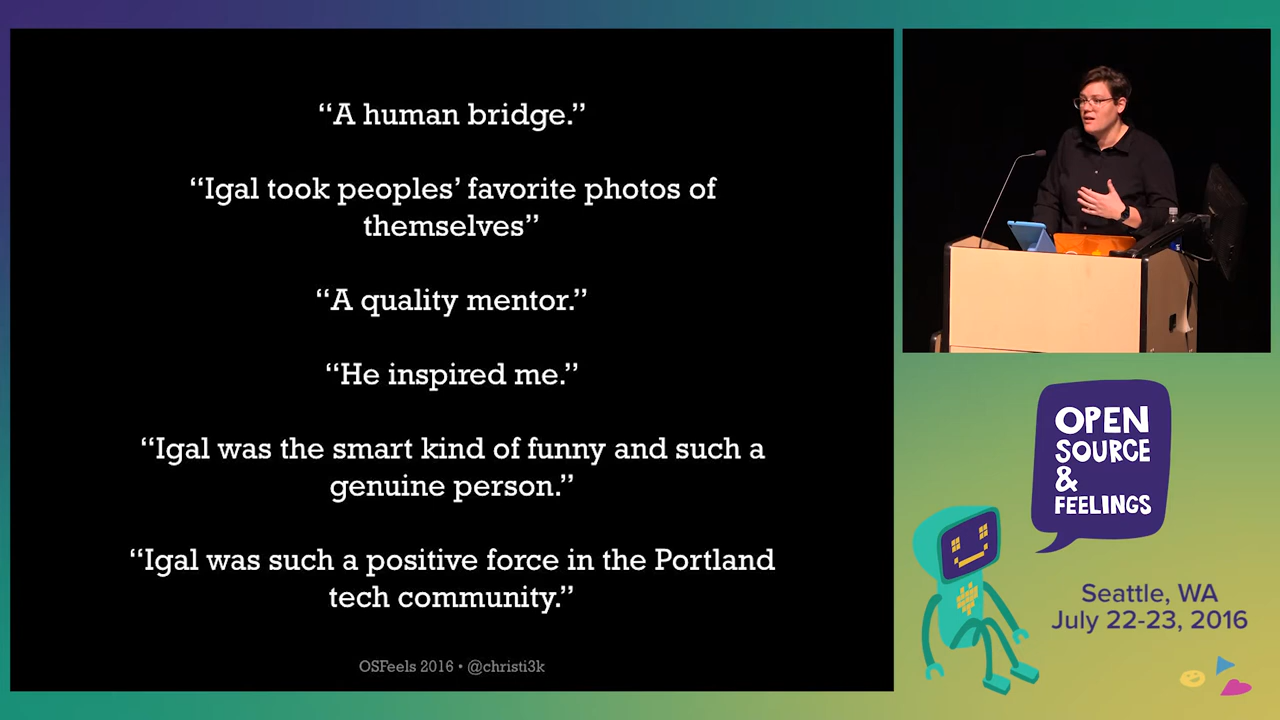 “A human bridge.”
“Igal took peoples’ favorite photos of
themselves”
“A quality mentor.”
“He inspired me.”
“Igal was the smart kind of funny and such a
genuine person.”
“Igal was such a positive force in the Portland
tech community.”
OSFeels 2016 • @christi3k
OPEN
SOURCE
&
FEELINGS
Seattle, WA
July 22-23, 2016